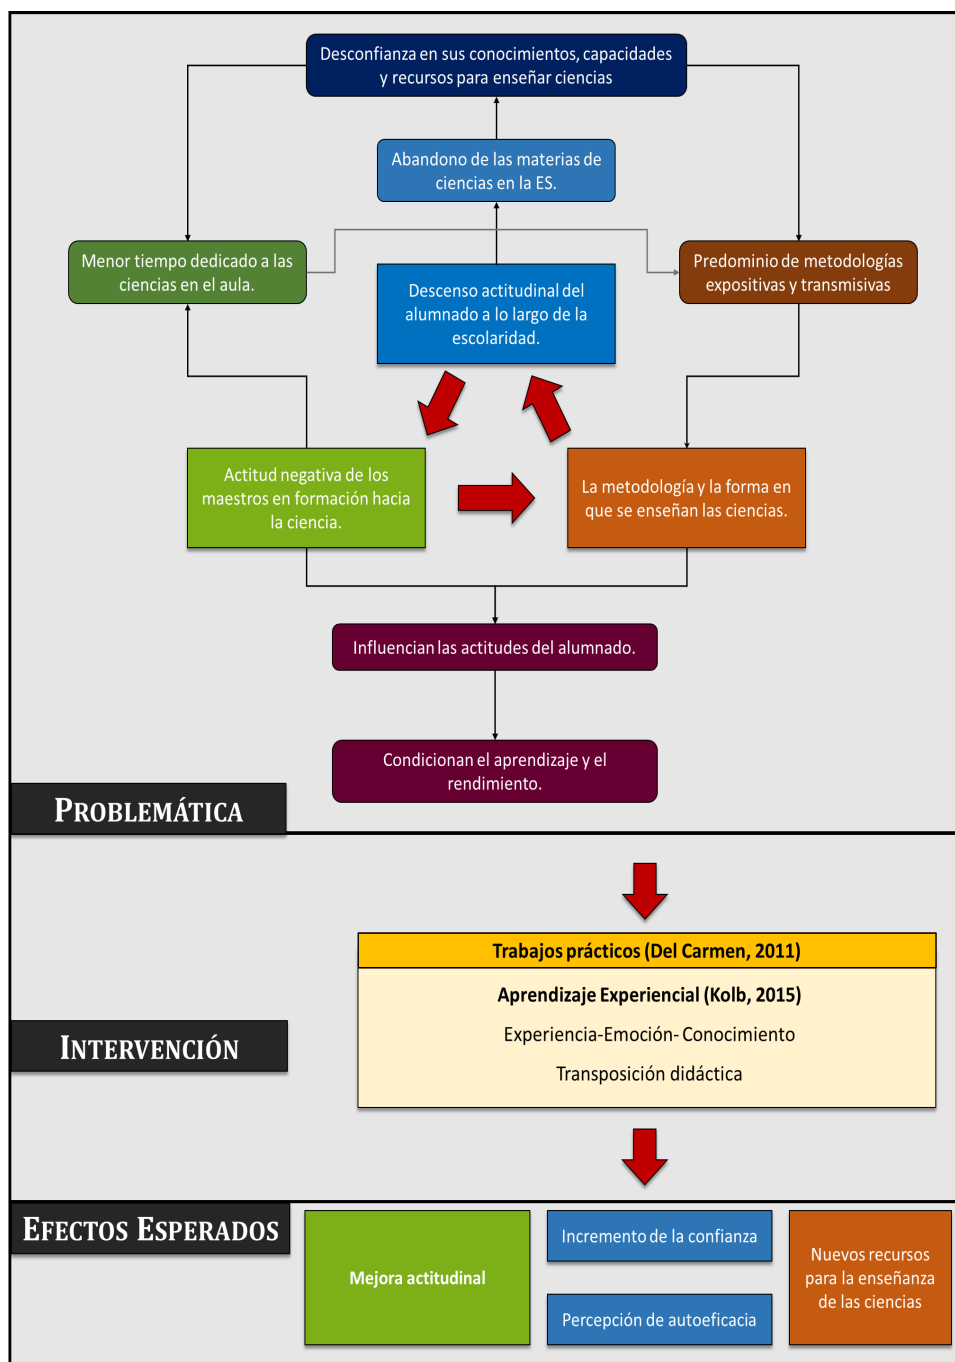 Desconfianza en sus conocimientos, capacidades
y recursos para enseñar ciencias
Abandono de las materias de
ciencias en la ES.
Menor tiempo dedicado a las
ciencias en el aula.
Predominio de metodologías
expositivas y transmisivas
Descenso actitudinal del
alumnado a lo largo de la
escolaridad.
Actitud negativa de los
maestros en formación hacia
la ciencia.
La metodología y la forma en
que se enseñan las ciencias.
Influencian las actitudes del alumnado.
Condicionan el aprendizaje y el
rendimiento.
PROBLEMÁTICA
Trabajos prácticos (Del Carmen, 2011)
Aprendizaje Experiencial (Kolb, 2015)
Experiencia-Emoción- Conocimiento
Transposición didáctica
INTERVENCIÓN
EFECTOS ESPERADOS
Mejora actitudinal
Incremento de la confianza
Percepción de autoeficacia
Nuevos recursos
para la enseñanza
de las ciencias